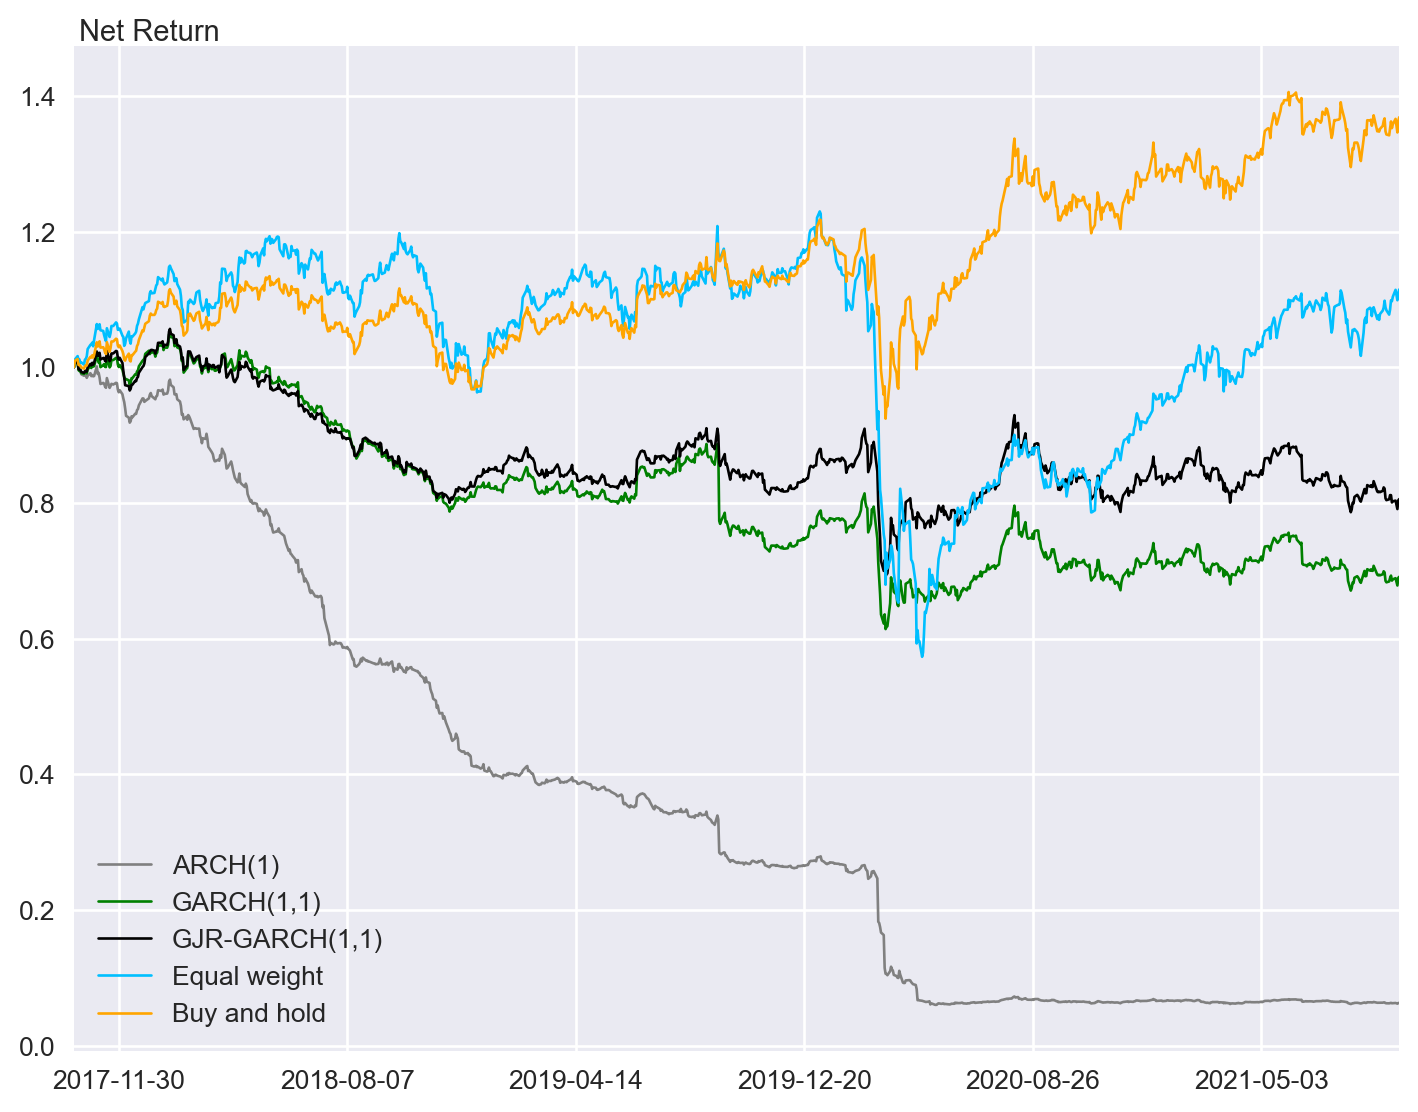 Net Return
1.4
1.2
1.0
0.8
0.6
0.4
0.2
0.0
ARCH(1)
GARCH(1,1)
GJR-GARCH(1,1)
Equal weight
Buy and hold
2017-11-30 2018-08-07 2019-04-14 2019-12-20 2020-08-26 2021-05-03